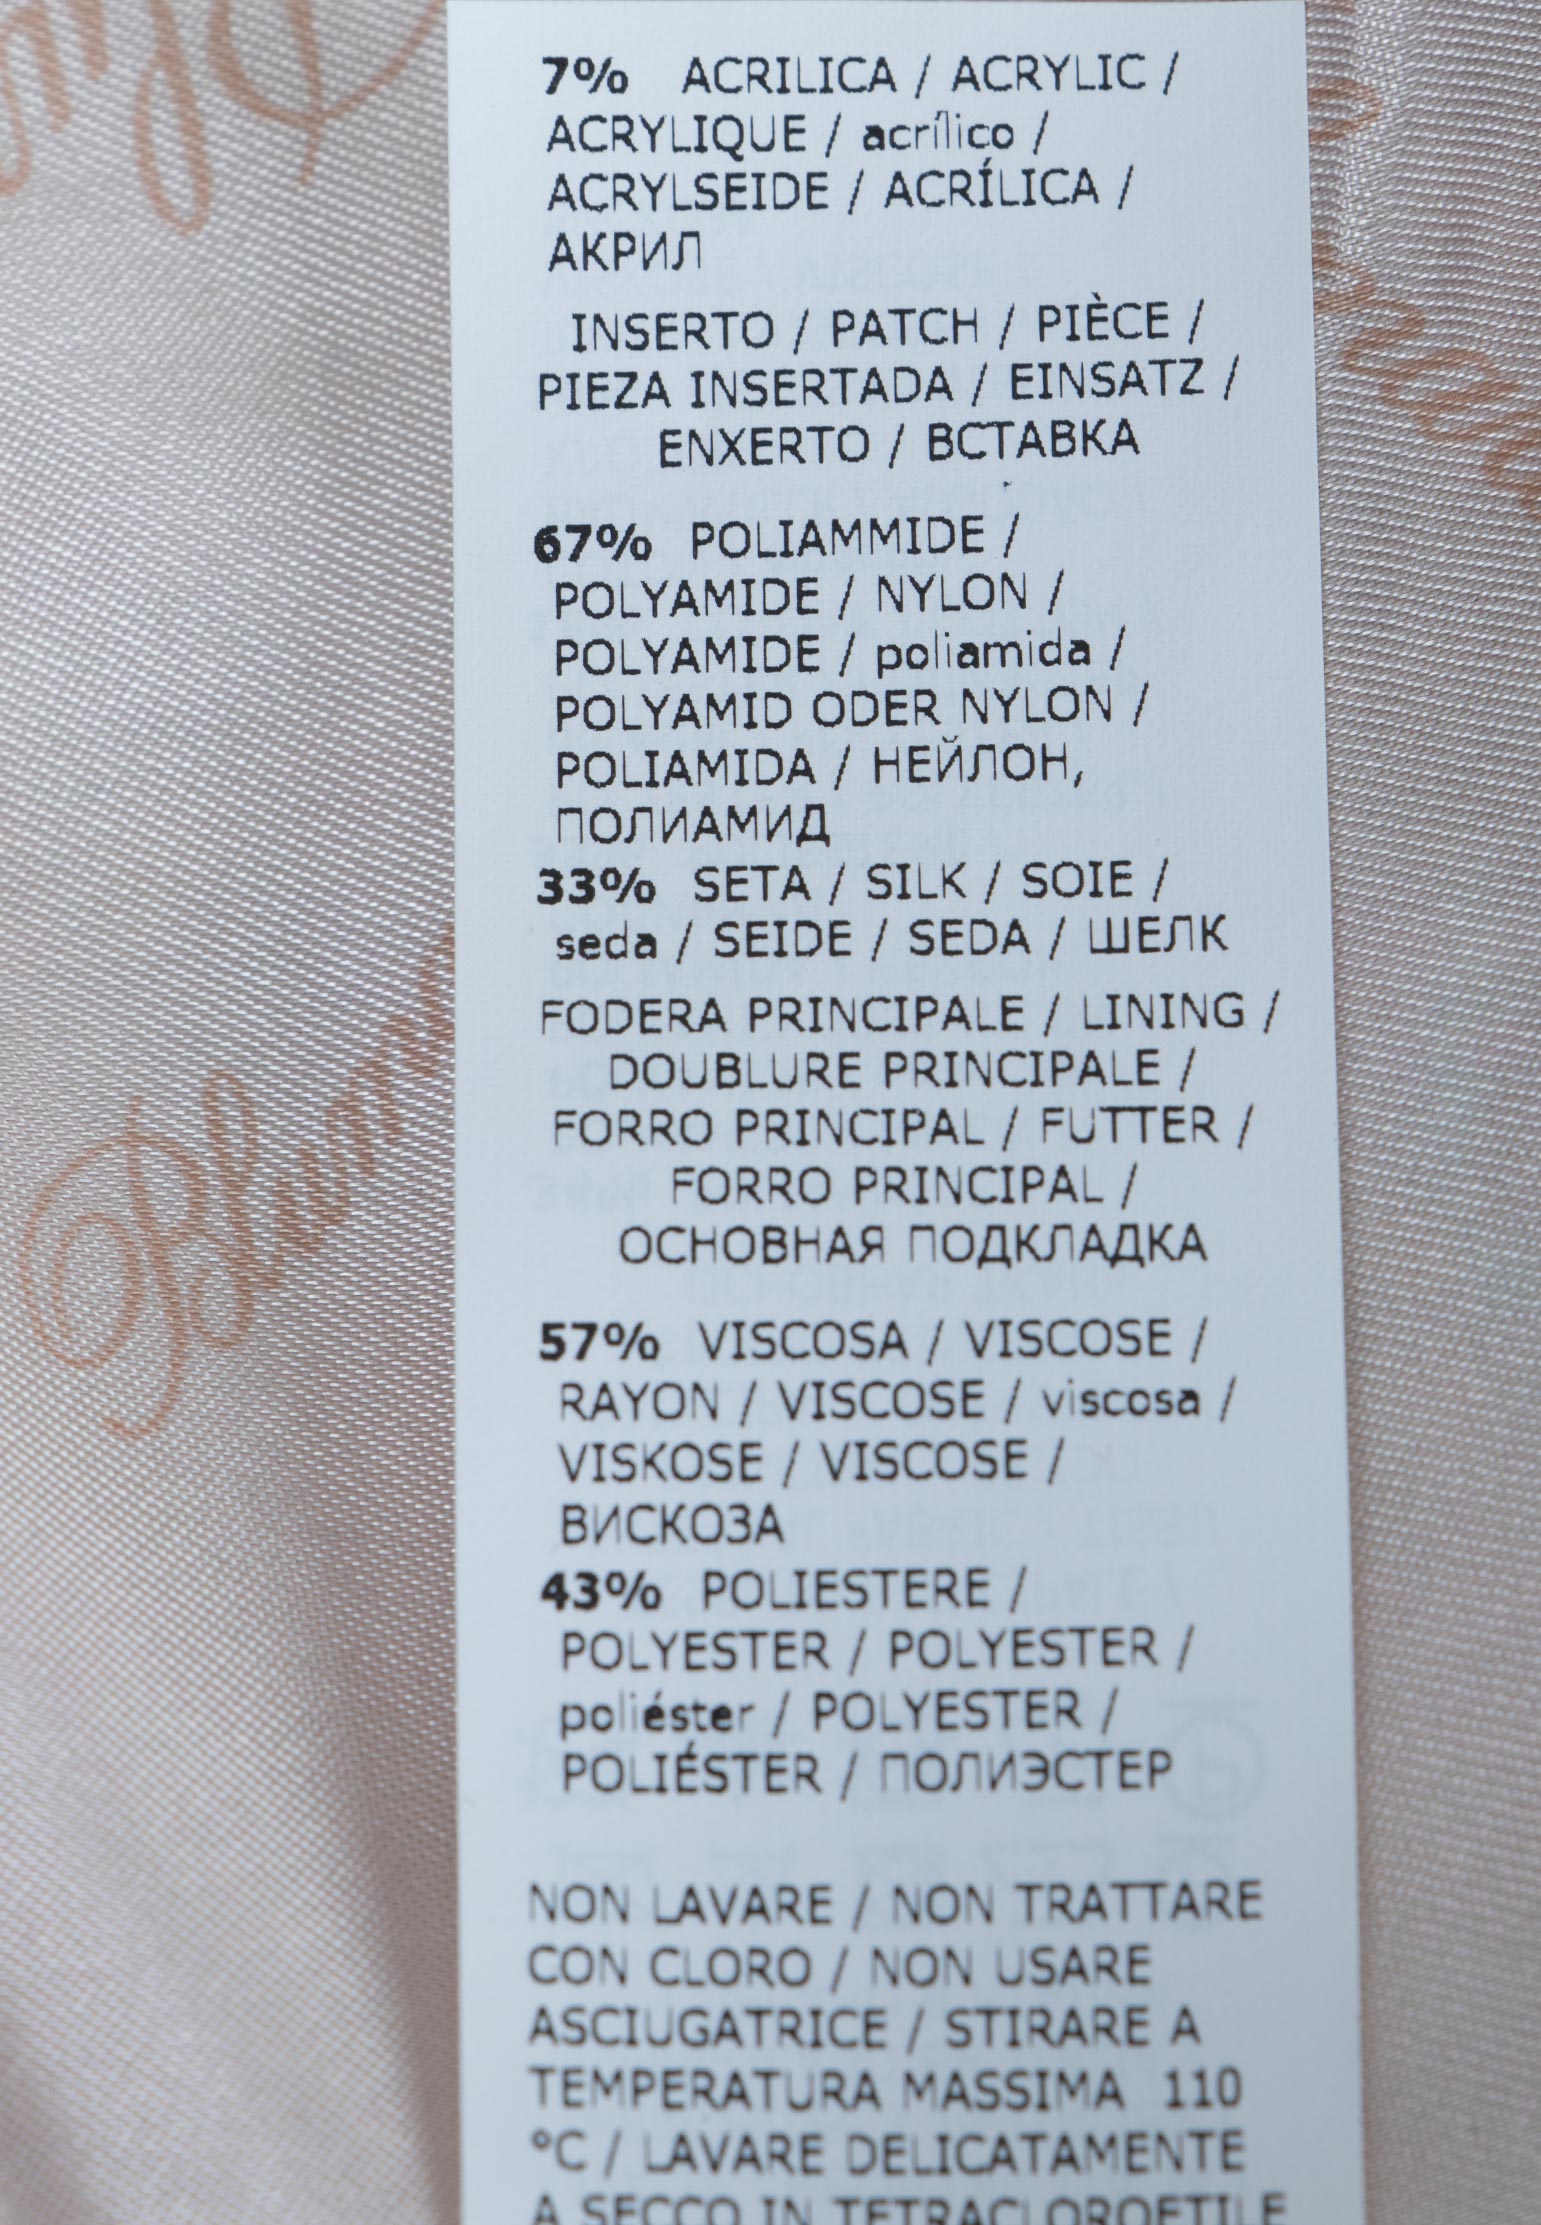 7% ACRILICA / ACRYLIC /
ACRYLIQUE / acrílico /
ACRYLSEIDE / ACRÍLICA /
АКРИЛ
INSERTO / PATCH / PIÈCE /
PIEZA INSERTADA / EINSATZ /
ENXERTO / ВСТАВКА
67% POLIAMMIDE /
POLYAMIDE / NYLON /
POLYAMIDE / poliamida /
POLYAMID ODER NYLON /
POLIAMIDA / НЕЙЛОН,
ПОЛИАМИД
33% SETA / SILK / SOIE /
seda / SEIDE / SEDA / ШЕЛК
FODERA PRINCIPALE / LINING /
DOUBLURE PRINCIPALE /
FORRO PRINCIPAL / FUTTER /
FORRO PRINCIPAL /
ОСНОВНАЯ ПОДКЛАДКА
57% VISCOSA / VISCOSE /
RAYON / VISCOSE / viscosa /
VISKOSE / VISCOSE /
ВИСКОЗА
43% POLIESTERE /
POLYESTER / POLYESTER /
poliéster / POLYESTER /
POLIÉSTER / ПОЛИЭСТЕР
NON LAVARE / NON TRATTARE
CON CLORO / NON USARE
ASCIUGATRICE / STIRARE A
TEMPERATURA MASSIMA 110
°C / LAVARE DELICATAMENTE
A SECCO IN TETRACLOROETILE